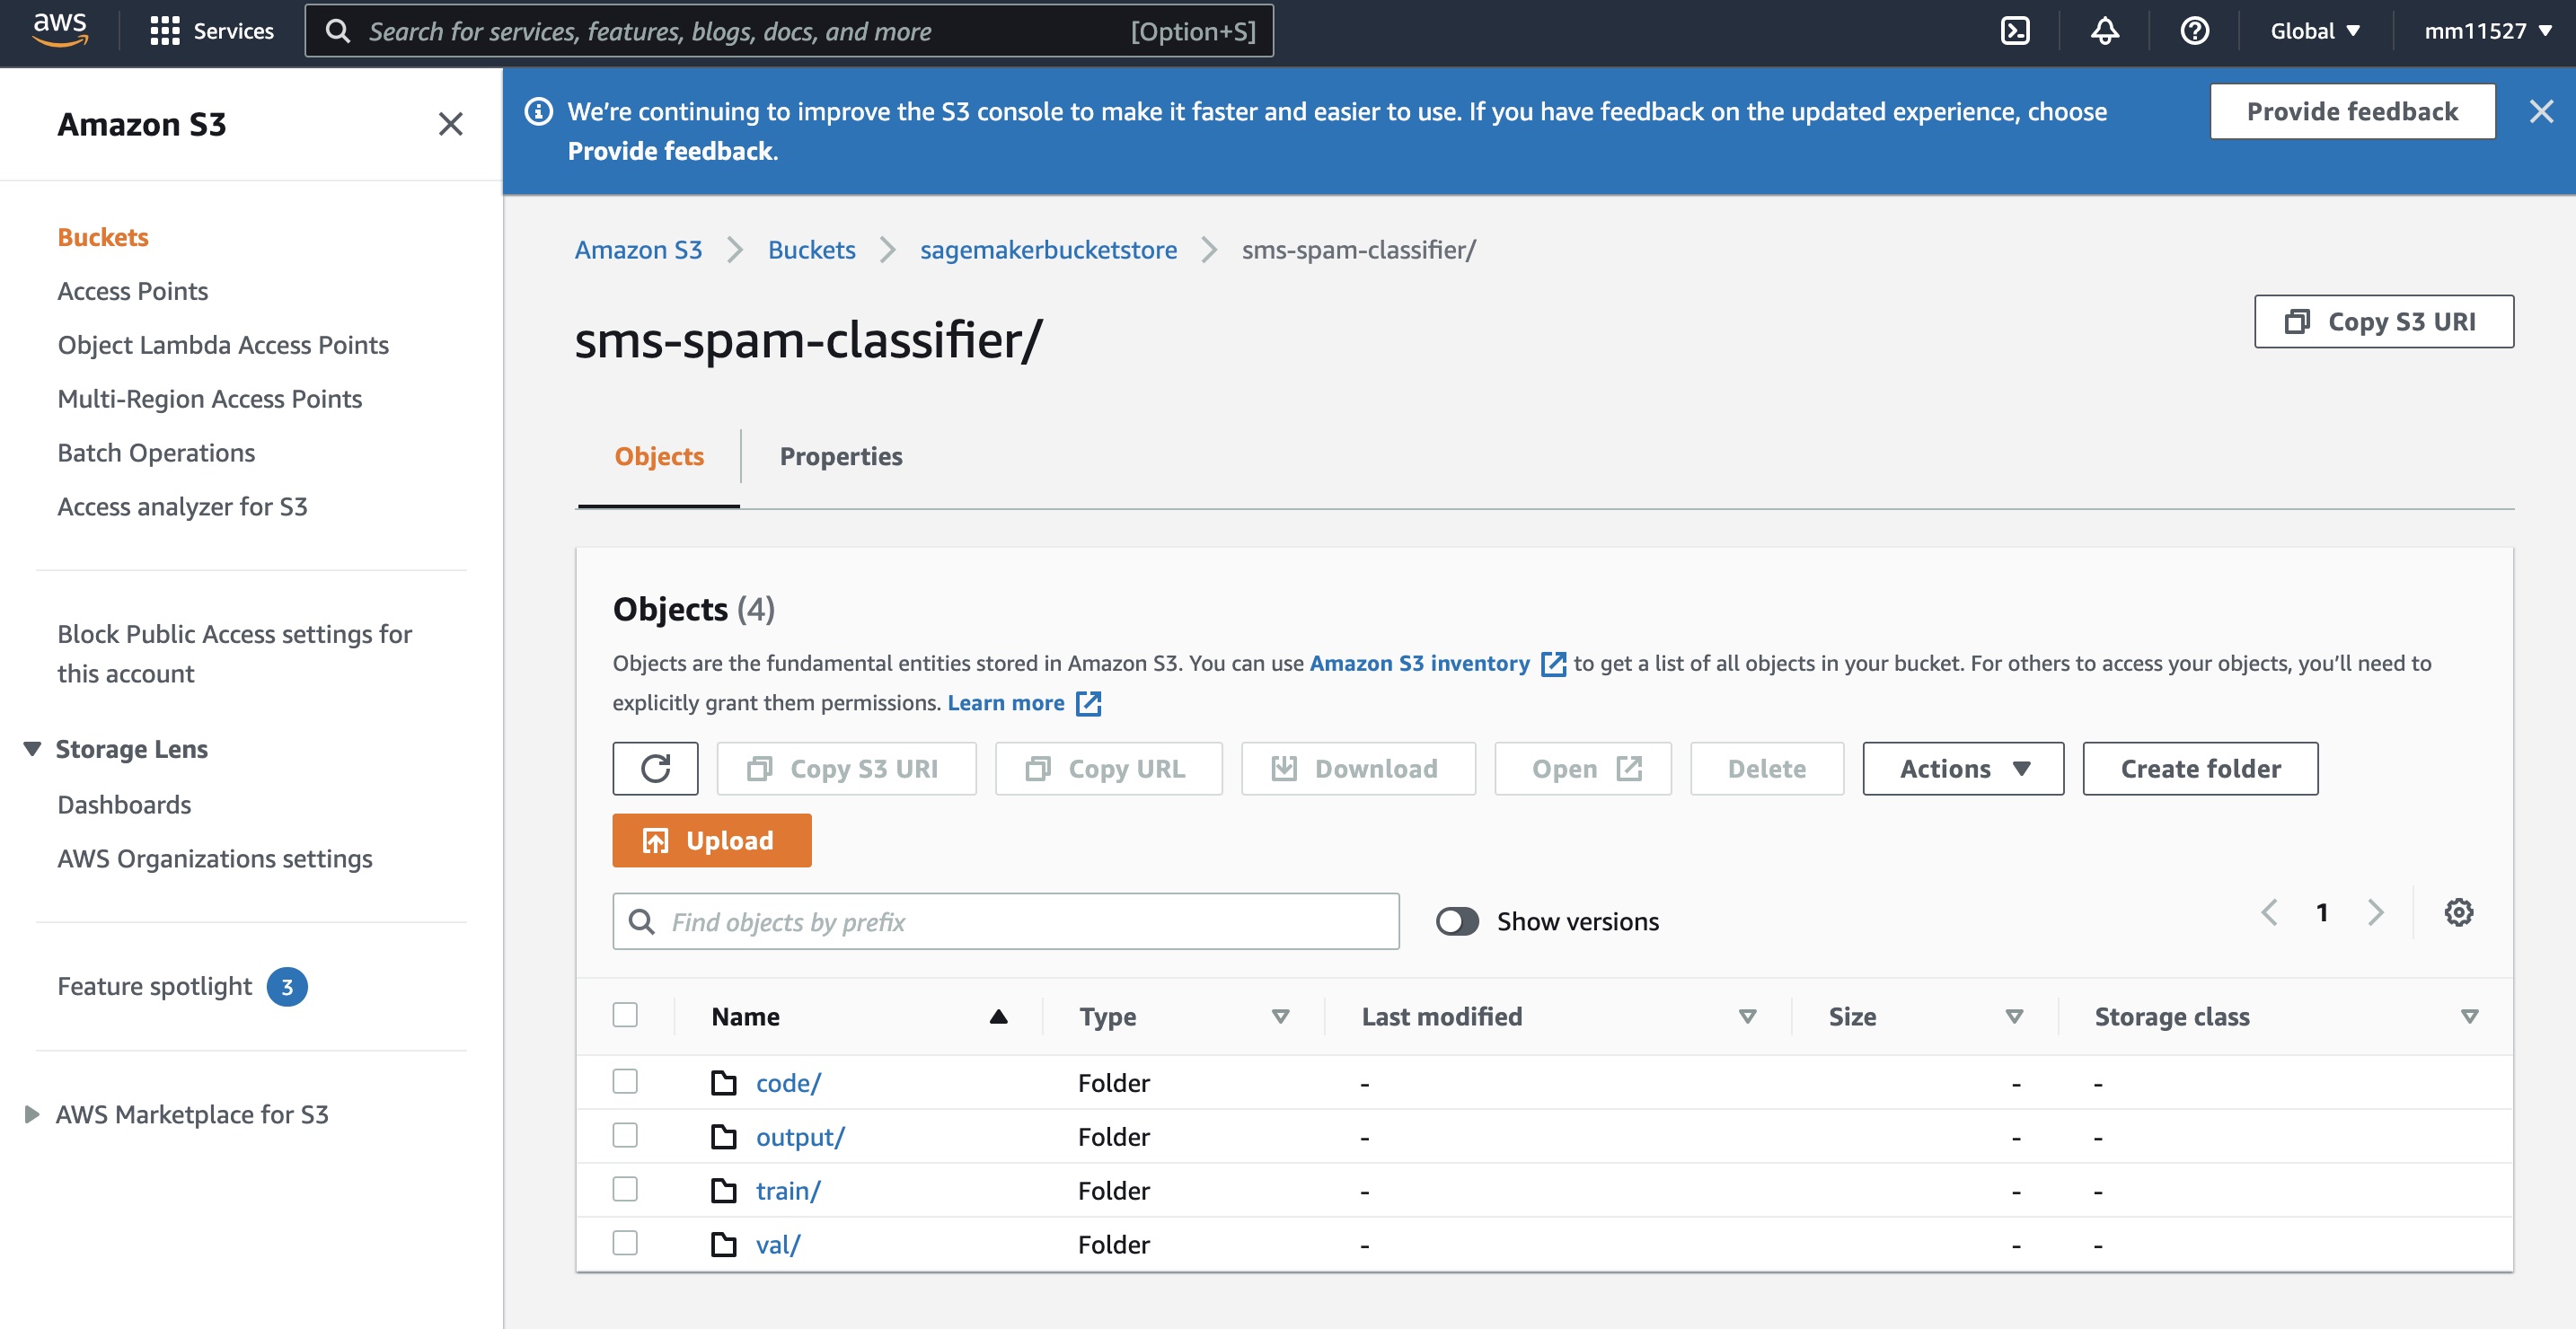 aws
Services
Search for services, features, blogs, docs, and more [Option+S]
Global
mm11527
Amazon S3
Buckets
Access Points
Object Lambda Access Points
Multi-Region Access Points
Batch Operations
Access analyzer for S3
Block Public Access settings for
this account
Storage Lens
Dashboards
AWS Organizations settings
Feature spotlight 3
AWS Marketplace for S3
We’re continuing to improve the S3 console to make it faster and easier to use. If you have feedback on the updated experience, choose
Provide feedback.
Provide feedback
Amazon S3 Buckets sagemakerbucketstore sms-spam-classifier/
sms-spam-classifier/
Copy S3 URI
Objects Properties
Objects (4)
Objects are the fundamental entities stored in Amazon S3. You can use Amazon S3 inventory to get a list of all objects in your bucket. For others to access your objects, you’ll need to
explicitly grant them permissions. Learn more
Copy S3 URI Copy URL Download Open Delete Actions Create folder
Upload
Find objects by prefix Show versions 1
Name Type Last modified Size Storage class
code/ Folder - - -
output/ Folder - - -
train/ Folder - - -
val/ Folder - - -